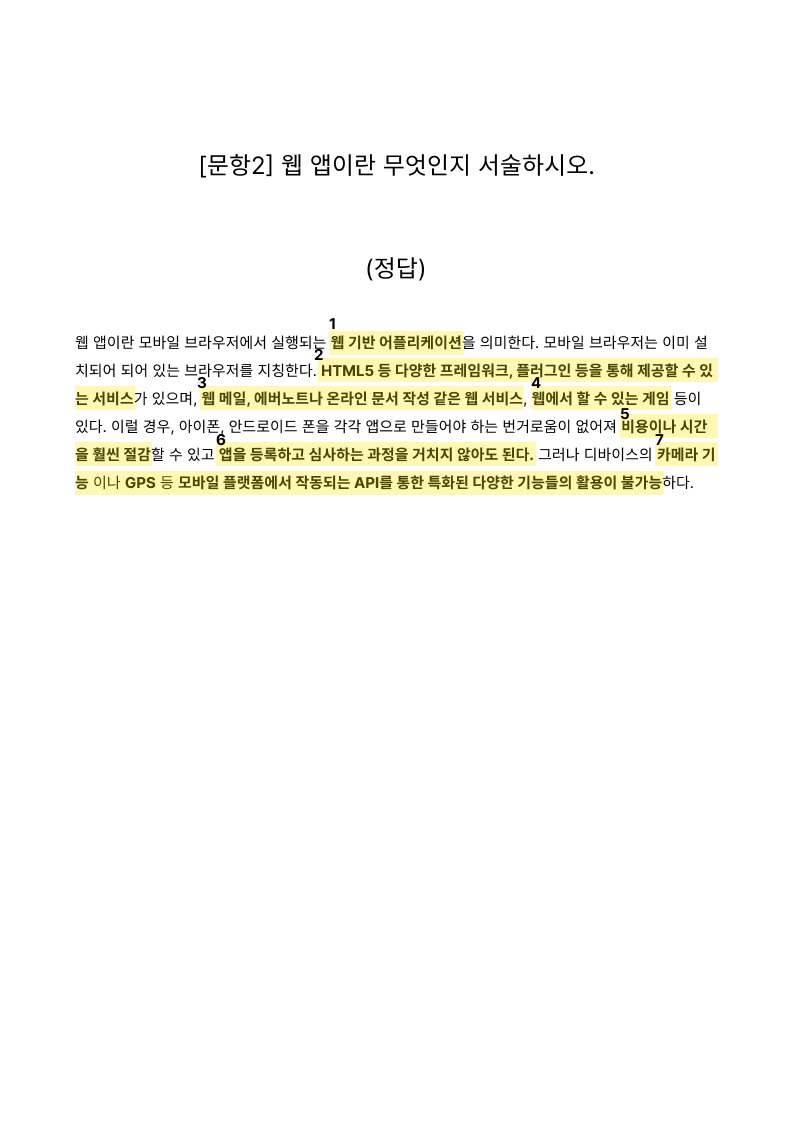 [문항2] 웹 앱이란 무엇인지 서술하시오.
(정답)
1
웹 앱이란 모바일 브라우저에서 실행되는 웹 기반 어플리케이션을 의미한다. 모바일 브라우저는 이미 설
2
치되어 되어 있는 브라우저를 지칭한다. HTML5 등 다양한 프레임워크, 플러그인 등을 통해 제공할 수 있
3 4
는 서비스가 있으며, 웹 메일, 에버노트나 온라인 문서 작성 같은 웹 서비스, 웹에서 할 수 있는 게임 등이
5
있다. 이럴 경우, 아이폰, 안드로이드 폰을 각각 앱으로 만들어야 하는 번거로움이 없어져 비용이나 시간
6 7
을 훨씬 절감할 수 있고 앱을 등록하고 심사하는 과정을 거치지 않아도 된다. 그러나 디바이스의 카메라 기
능 이나 GPS 등 모바일 플랫폼에서 작동되는 API를 통한 특화된 다양한 기능들의 활용이 불가능하다.